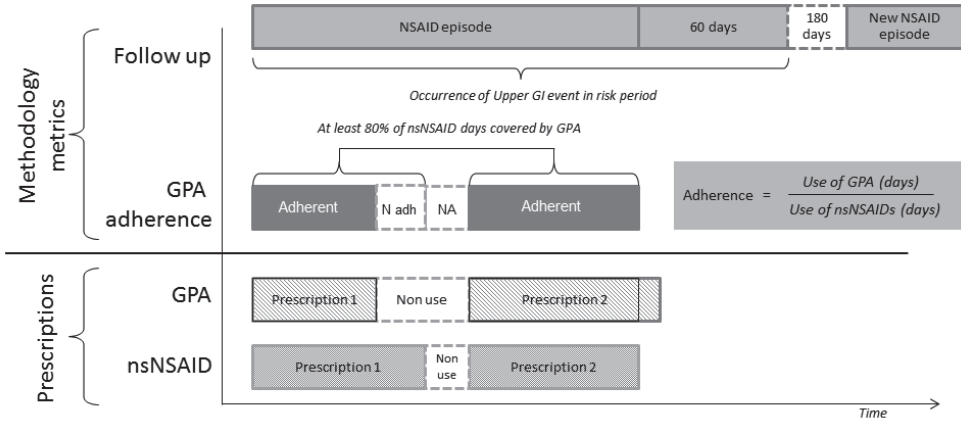 Methodology metrics
Follow up
NSAID episode
60 days
180 days
New NSAID episode
Occurrence of Upper GI event in risk period
At least 80% of nsNSAID days covered by GPA
GPA adherence
Adherent
N adh
NA
Adherent
Adherence = Use of GPA (days)
Use of nsNSAIDs (days)
Prescriptions
GPA
Prescription 1
Non use
Prescription 2
nsNSAID
Prescription 1
Non use
Prescription 2
Time